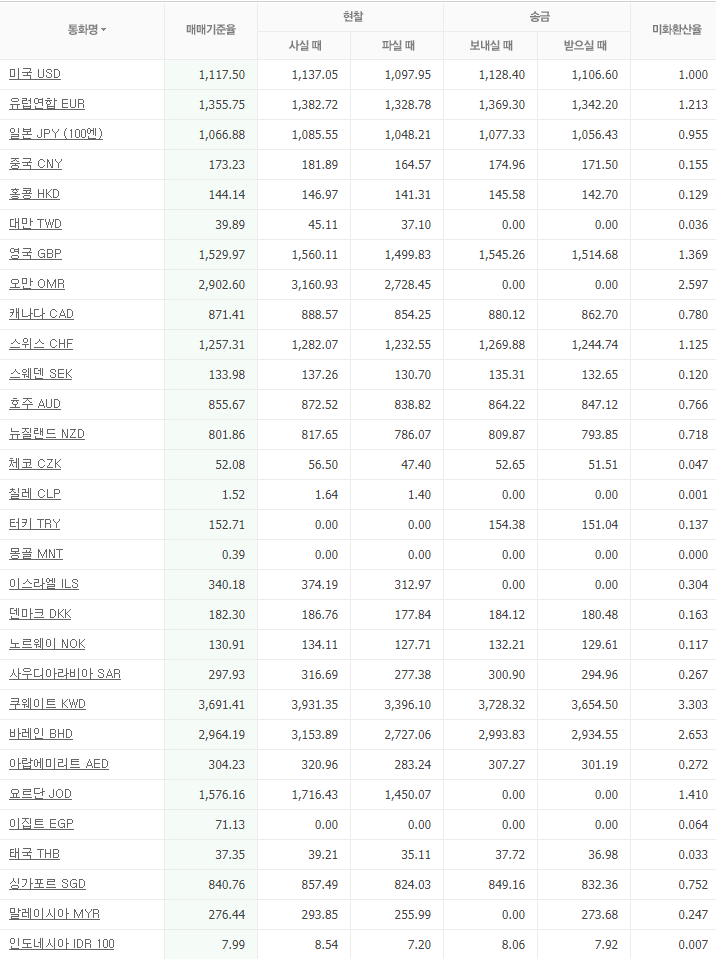 통화명 매매기준율 현찰 송금 미화환산율
사실 때 파실 때 보내실 때 받으실 때
미국 USD 1,117.50 1,137.05 1,097.95 1,128.40 1,106.60 1.000
유럽연합 EUR 1,355.75 1,382.72 1,328.78 1,369.30 1,342.20 1.213
일본 JPY (100엔) 1,066.88 1,085.55 1,048.21 1,077.33 1,056.43 0.955
중국 CNY 173.23 181.89 164.57 174.96 171.50 0.155
홍콩 HKD 144.14 146.97 141.31 145.58 142.70 0.129
대만 TWD 39.89 45.11 37.10 0.00 0.00 0.036
영국 GBP 1,529.97 1,560.11 1,499.83 1,545.26 1,514.68 1.369
오만 OMR 2,902.60 3,160.93 2,728.45 0.00 0.00 2.597
캐나다 CAD 871.41 888.57 854.25 880.12 862.70 0.780
스위스 CHF 1,257.31 1,282.07 1,232.55 1,269.88 1,244.74 1.125
스웨덴 SEK 133.98 137.26 130.70 135.31 132.65 0.120
호주 AUD 855.67 872.52 838.82 864.22 847.12 0.766
뉴질랜드 NZD 801.86 817.65 786.07 809.87 793.85 0.718
체코 CZK 52.08 56.50 47.40 52.65 51.51 0.047
칠레 CLP 1.52 1.64 1.40 0.00 0.00 0.001
터키 TRY 152.71 0.00 0.00 154.38 151.04 0.137
몽골 MNT 0.39 0.00 0.00 0.00 0.00 0.000
이스라엘 ILS 340.18 374.19 312.97 0.00 0.00 0.304
덴마크 DKK 182.30 186.76 177.84 184.12 180.48 0.163
노르웨이 NOK 130.91 134.11 127.71 132.21 129.61 0.117
사우디아라비아 SAR 297.93 316.69 277.38 300.90 294.96 0.267
쿠웨이트 KWD 3,691.41 3,931.35 3,396.10 3,728.32 3,654.50 3.303
바레인 BHD 2,964.19 3,153.89 2,727.06 2,993.83 2,934.55 2.653
아랍에미리트 AED 304.23 320.96 283.24 307.27 301.19 0.272
요르단 JOD 1,576.16 1,716.43 1,450.07 0.00 0.00 1.410
이집트 EGP 71.13 0.00 0.00 0.00 0.00 0.064
태국 THB 37.35 39.21 35.11 37.72 36.98 0.033
싱가포르 SGD 840.76 857.49 824.03 849.16 832.36 0.752
말레이시아 MYR 276.44 293.85 255.99 0.00 273.68 0.247
인도네시아 IDR 100 7.99 8.54 7.20 8.06 7.92 0.007